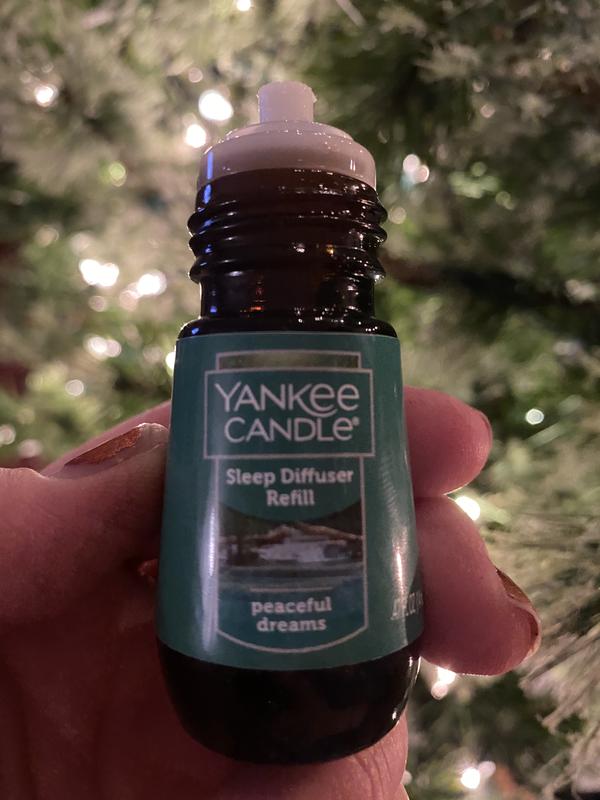 YANKEE
CANDLE®
Sleep Diffuser
Refill
peaceful
dreams